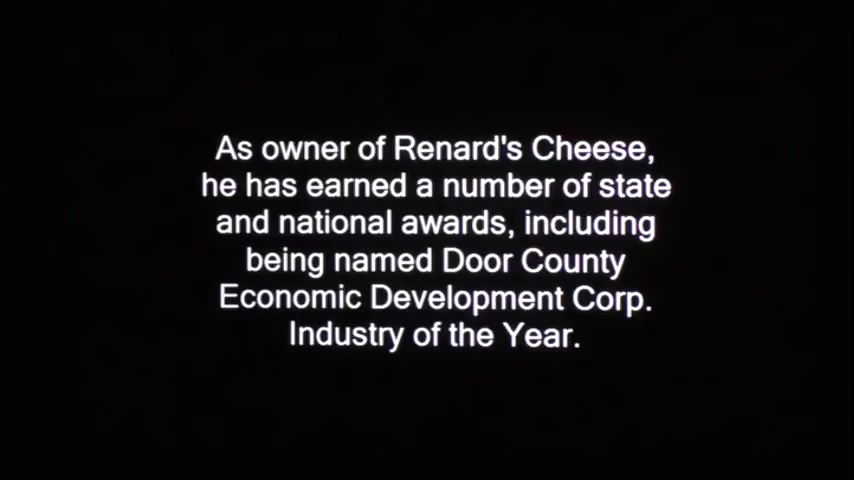 As owner of Renard's Cheese,
he has earned a number of state
and national awards, including
being named Door County
Economic Development Corp.
Industry of the Year.